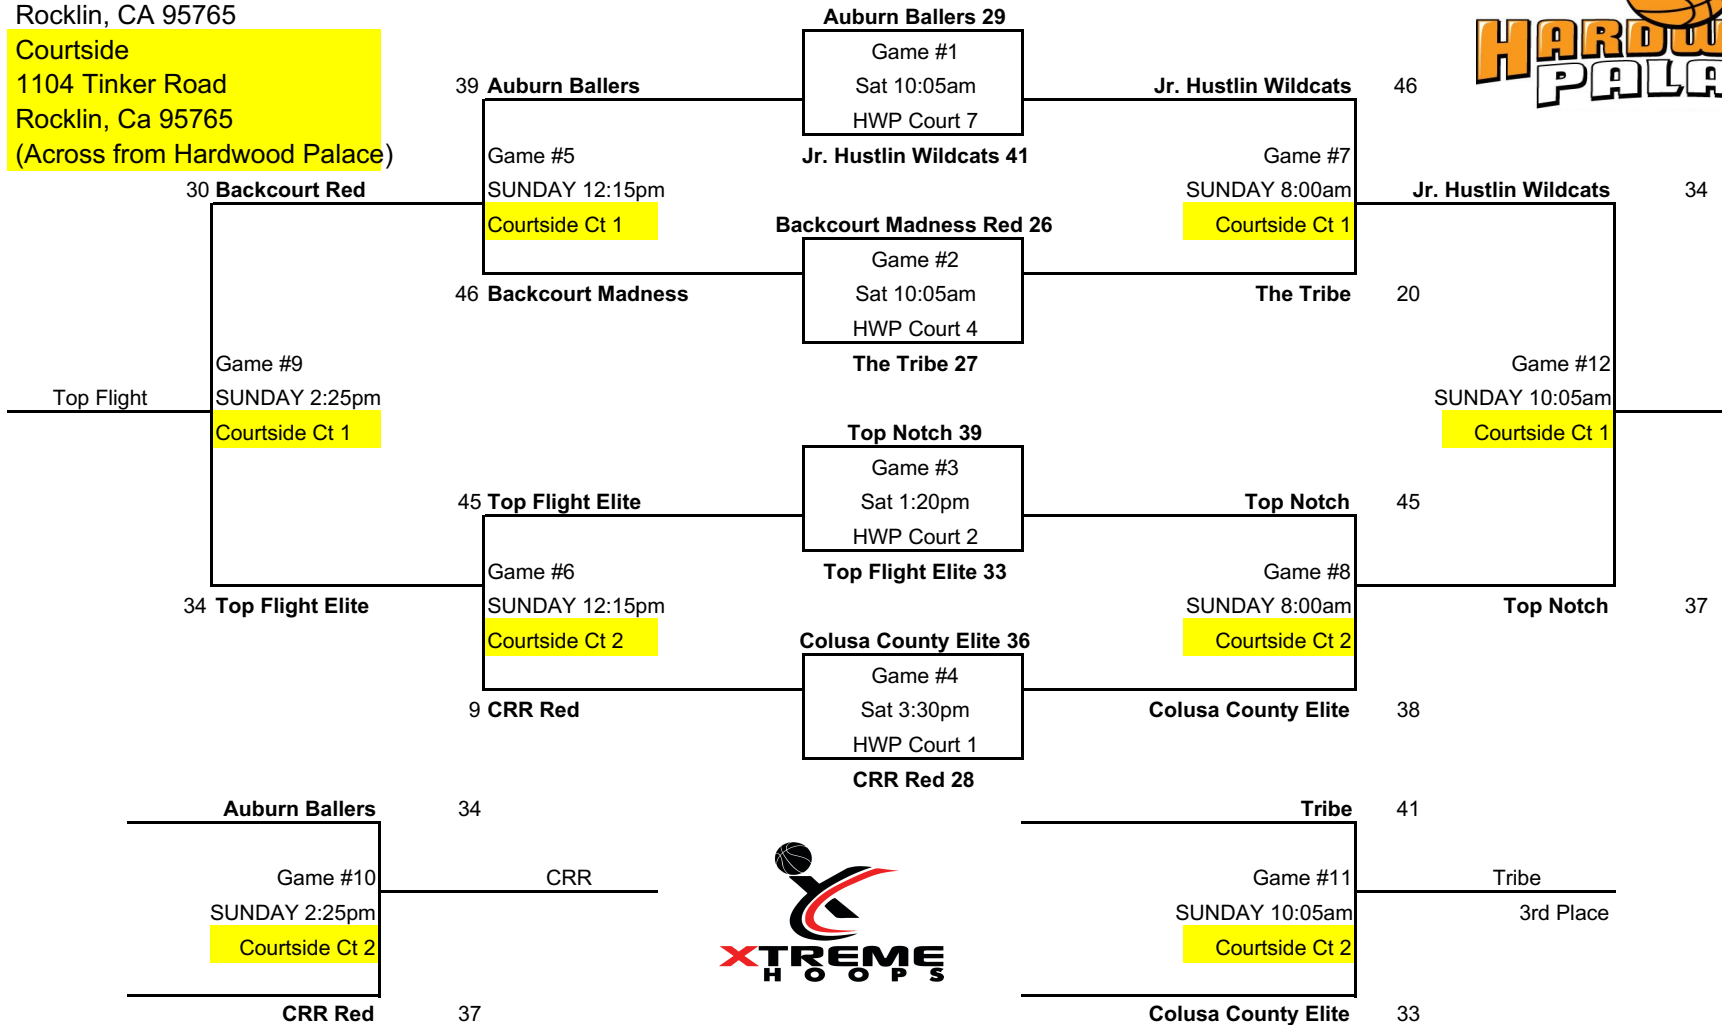 Rocklin, CA 95765
Courtside
1104 Tinker Road
Rocklin, Ca 95765
(Across from Hardwood Palace)
Auburn Ballers 29
Game #1
Sat 10:05am
HWP Court 7
Jr. Hustlin Wildcats 41
39 Auburn Ballers
Game #5
SUNDAY 12:15pm
Courtside Ct 1
46 Backcourt Madness
30 Backcourt Red
Game #9
SUNDAY 2:25pm
Courtside Ct 1
Top Flight
34 Top Flight Elite
Backcourt Madness Red 26
Game #2
Sat 10:05am
HWP Court 4
The Tribe 27
Top Notch 39
Game #3
Sat 1:20pm
HWP Court 2
Top Flight Elite 33
45 Top Flight Elite
Game #6
SUNDAY 12:15pm
Courtside Ct 2
9 CRR Red
Colusa County Elite 36
Game #4
Sat 3:30pm
HWP Court 1
CRR Red 28
Jr. Hustlin Wildcats 46
Game #7
SUNDAY 8:00am
Courtside Ct 1
The Tribe 20
Jr. Hustlin Wildcats 34
Game #12
SUNDAY 10:05am
Courtside Ct 1
Top Notch 37
Top Notch 45
Game #8
SUNDAY 8:00am
Courtside Ct 2
Colusa County Elite 38
Auburn Ballers 34
Game #10
SUNDAY 2:25pm
Courtside Ct 2
CRR Red 37
CRR
XTREME
HOOPS
Tribe 41
Game #11
SUNDAY 10:05am
Courtside Ct 2
Colusa County Elite 33
Tribe
3rd Place